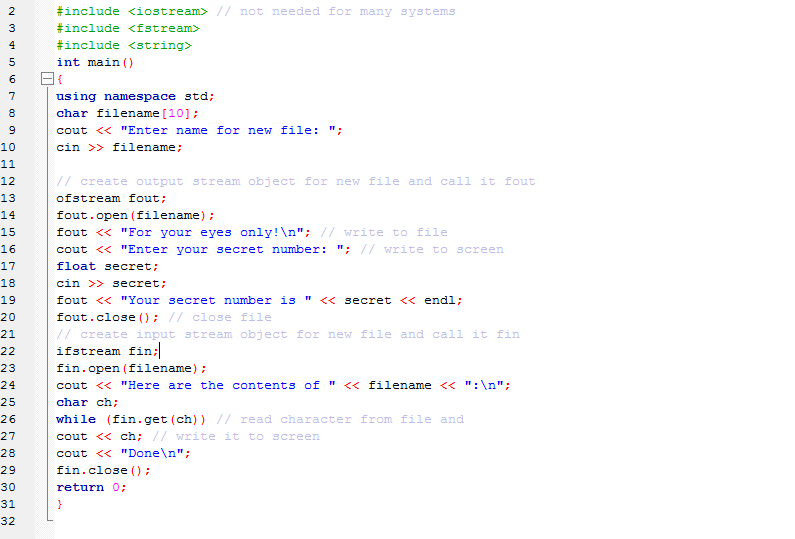 2 #include <iostream> // not needed for many systems
3 #include <fstream>
4 #include <string>
5 int main()
6 {
7 using namespace std;
8 char filename[10];
9 cout << "Enter name for new file: ";
10 cin >> filename;
11
12 // create output stream object for new file and call it fout
13 ofstream fout;
14 fout.open(filename);
15 fout << "For your eyes only!\n"; // write to file
16 cout << "Enter your secret number: "; // write to screen
17 float secret;
18 cin >> secret;
19 fout << "Your secret number is " << secret << endl;
20 fout.close(); // close file
21 // create input stream object for new file and call it fin
22 ifstream fin;
23 fin.open(filename);
24 cout << "Here are the contents of " << filename << ":\n";
25 char ch;
26 while (fin.get(ch)) // read character from file and
27 cout << ch; // write it to screen
28 cout << "Done\n";
29 fin.close();
30 return 0;
31 }
32